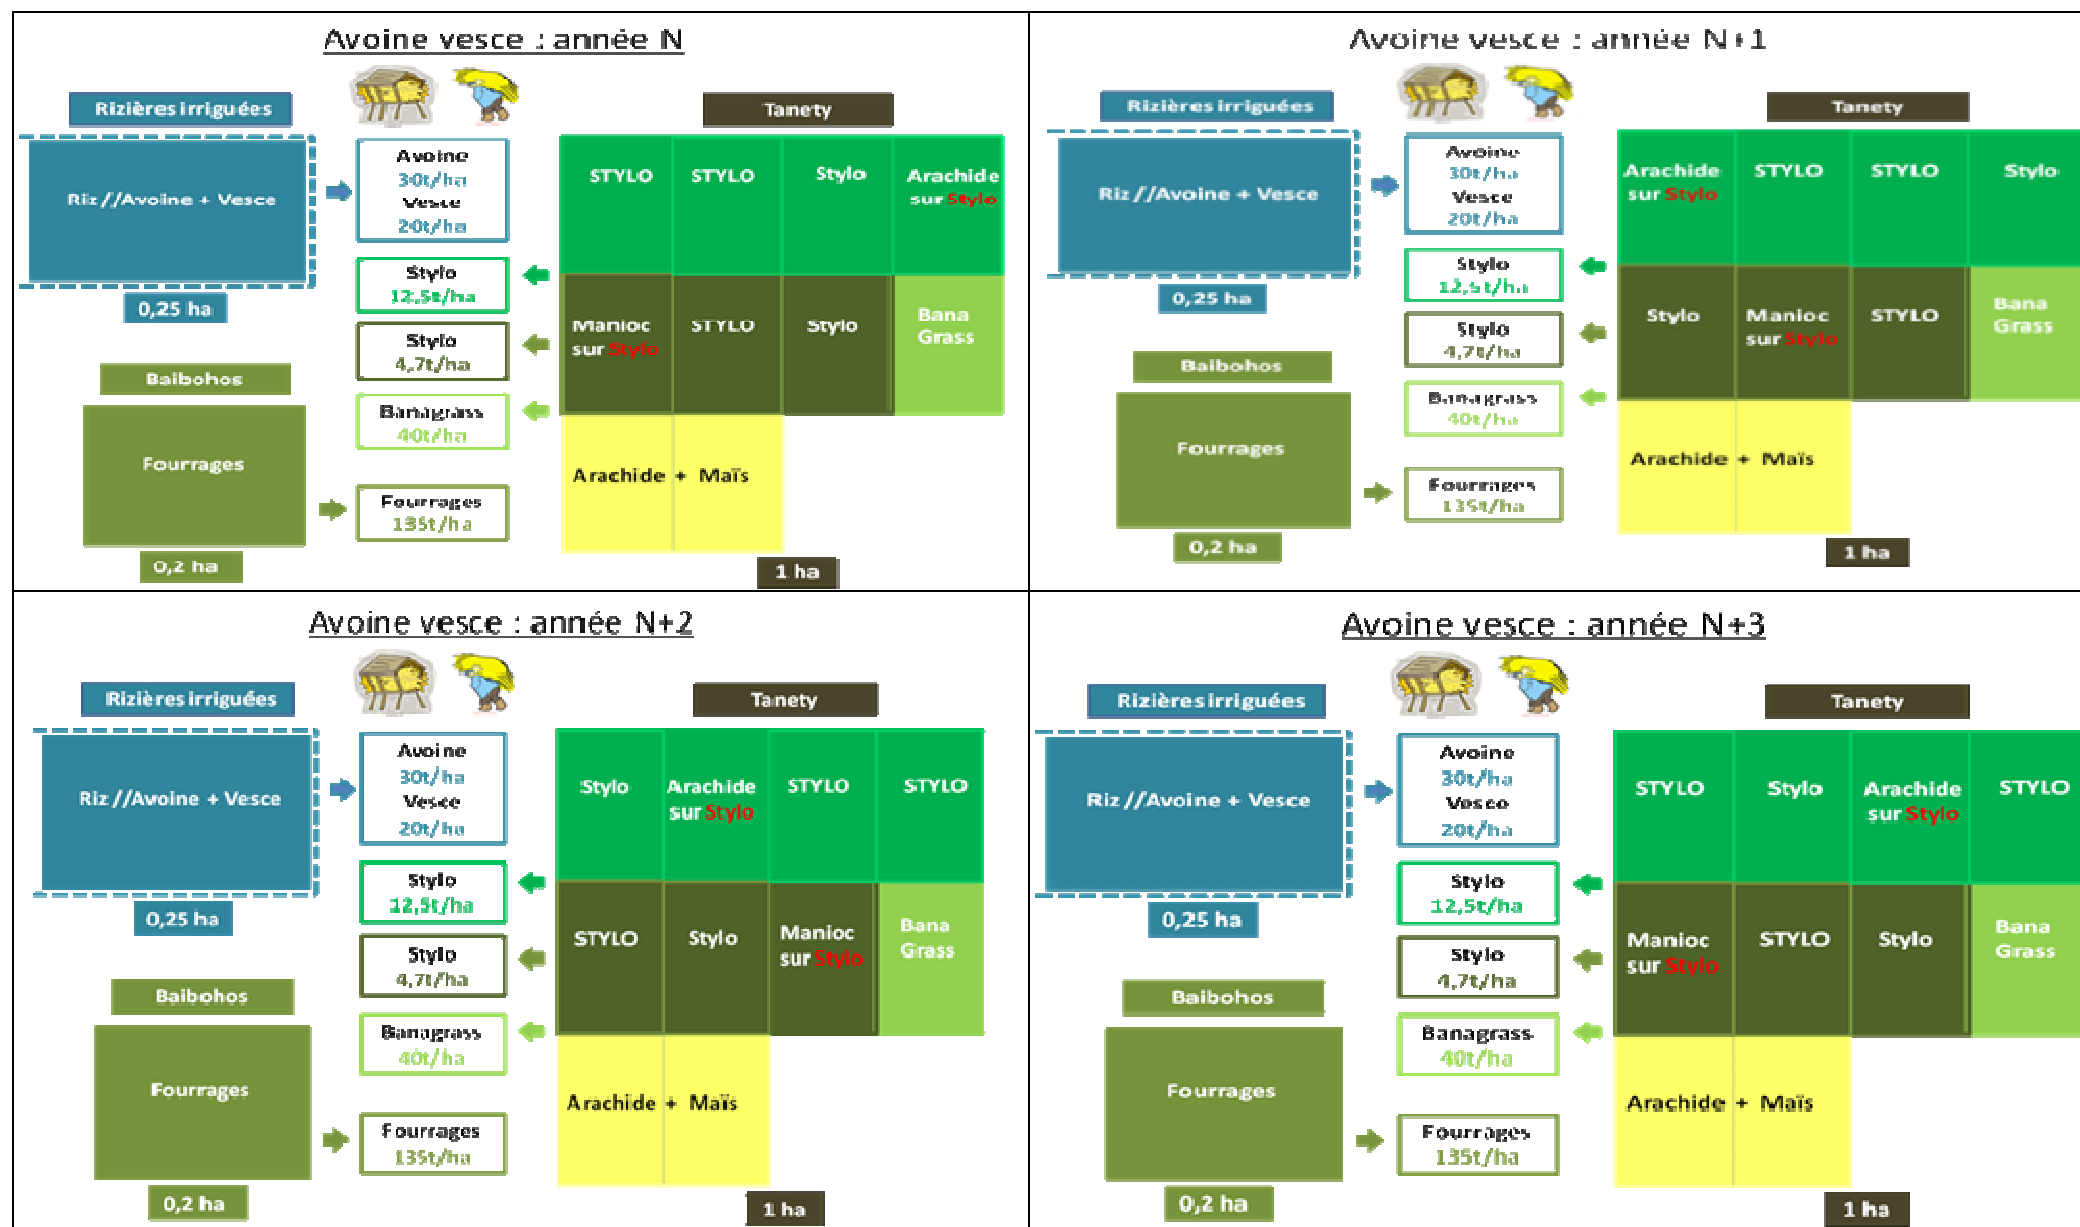 Avoine vesce : année N
Rizières irriguées
Tanety
Riz //Avoine + Vesce
0,25 ha
Baibohos
Fourrages
0,2 ha
Avoine
30t/ha
Vesce
20t/ha
Stylo
12,5t/ha
Stylo
4,7t/ha
Banagrass
40t/ha
Fourrages
135t/ha
STYLO
STYLO
Stylo
Arachide
sur Stylo
Manioc
sur Stylo
STYLO
Stylo
Bana
Grass
Arachide + Maïs
1 ha
Avoine vesce : année N+1
Rizières irriguées
Tanety
Riz //Avoine + Vesce
0,25 ha
Baibohos
Fourrages
0,2 ha
Avoine
30t/ha
Vesce
20t/ha
Stylo
12,5t/ha
Stylo
4,7t/ha
Banagrass
40t/ha
Fourrages
135t/ha
Arachide
sur Stylo
STYLO
STYLO
Stylo
Stylo
Manioc
sur Stylo
STYLO
Bana
Grass
Arachide + Maïs
1 ha
Avoine vesce : année N+2
Rizières irriguées
Tanety
Riz //Avoine + Vesce
0,25 ha
Baibohos
Fourrages
0,2 ha
Avoine
30t/ha
Vesce
20t/ha
Stylo
12,5t/ha
Stylo
4,7t/ha
Banagrass
40t/ha
Fourrages
135t/ha
Stylo
Arachide
sur Stylo
STYLO
STYLO
STYLO
Stylo
Manioc
sur Stylo
Bana
Grass
Arachide + Maïs
1 ha
Avoine vesce : année N+3
Rizières irriguées
Tanety
Riz //Avoine + Vesce
0,25 ha
Baibohos
Fourrages
0,2 ha
Avoine
30t/ha
Vesce
20t/ha
Stylo
12,5t/ha
Stylo
4,7t/ha
Banagrass
40t/ha
Fourrages
135t/ha
STYLO
Stylo
Arachide
sur Stylo
STYLO
Manioc
sur Stylo
STYLO
Stylo
Bana
Grass
Arachide + Maïs
1 ha